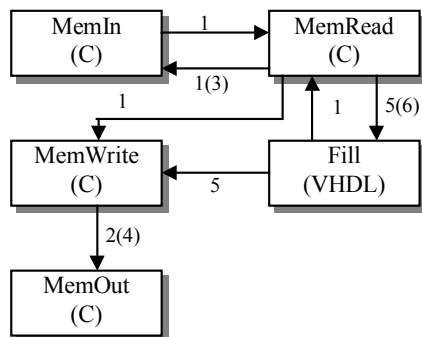 MemIn
(C)
1
MemRead
(C)
1(3)
1
5(6)
1
MemWrite
(C)
5
Fill
(VHDL)
2(4)
MemOut
(C)